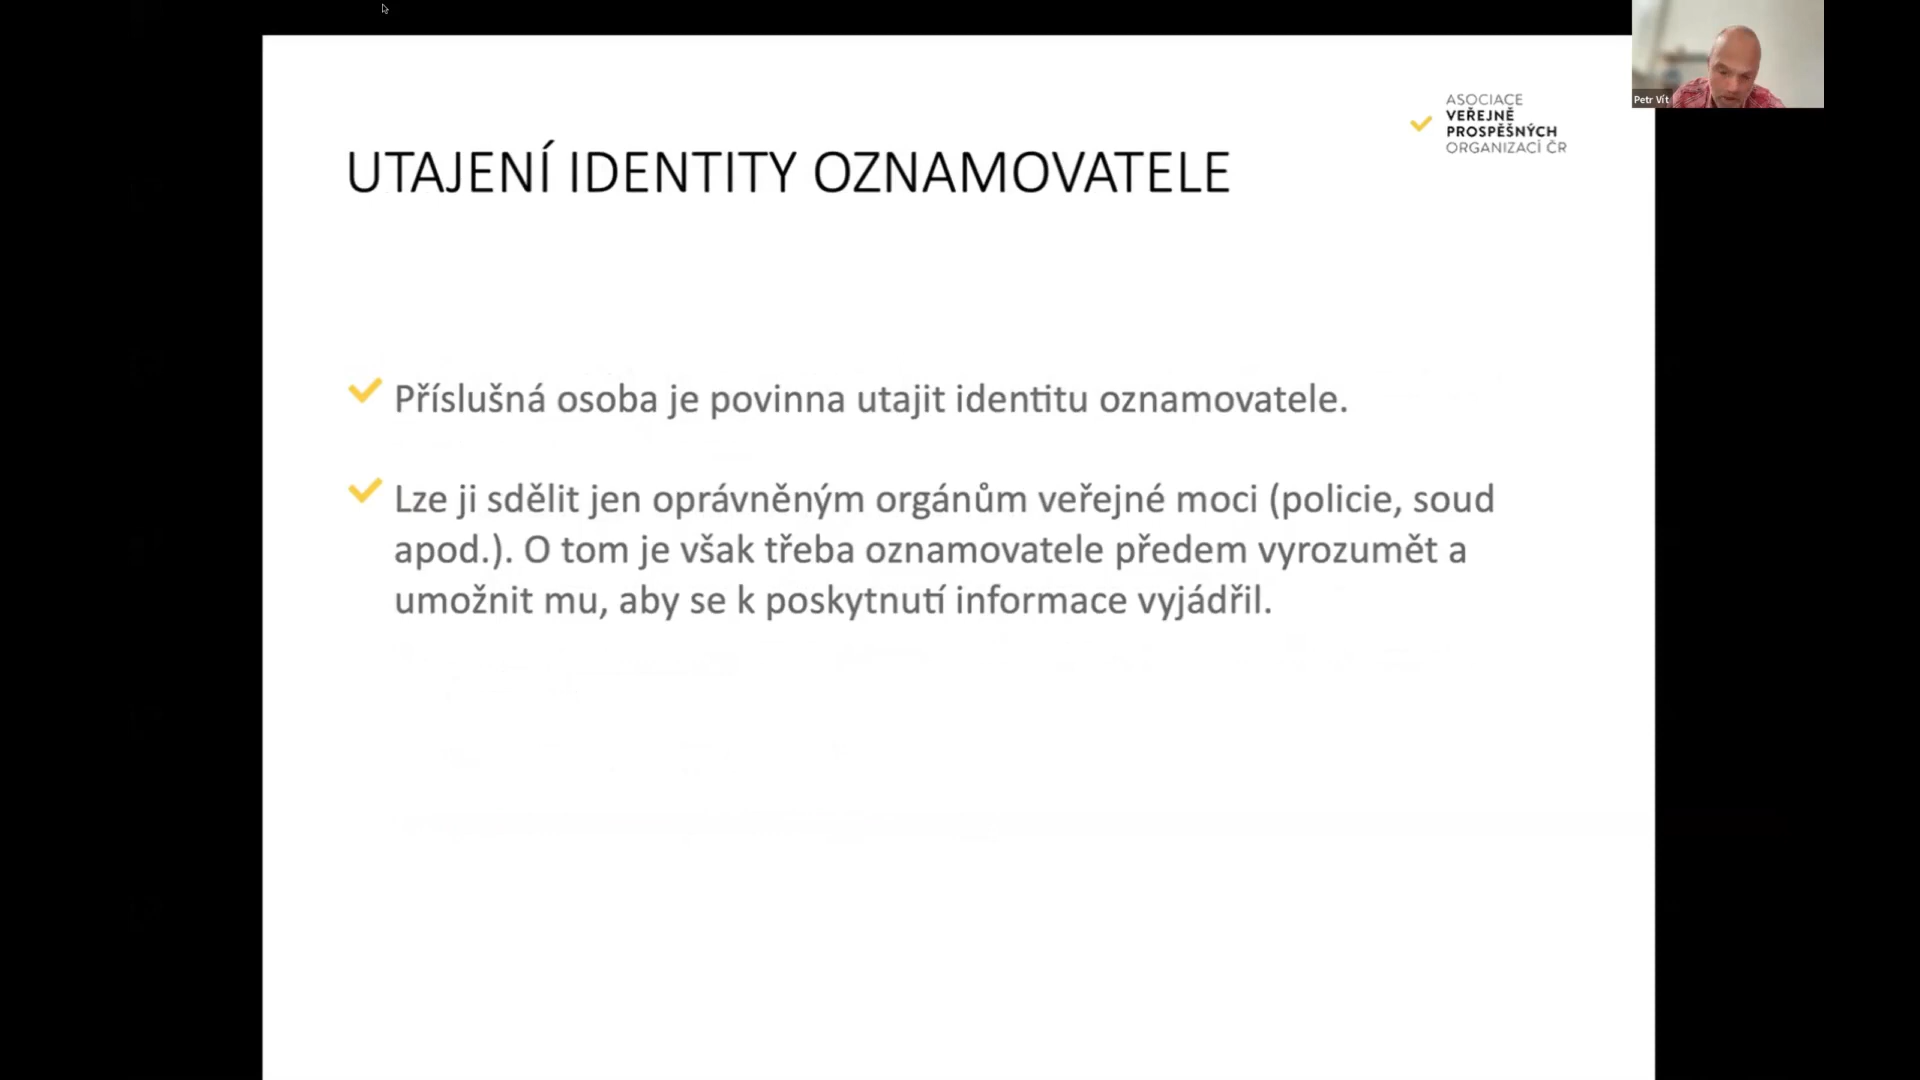 ASOCIACE
VEŘEJNĚ
PROSPĚŠNÝCH
ORGANIZACÍ ČR
Petr Vít
UTAJENÍ IDENTITY OZNAMOVATELE
Příslušná osoba je povinna utajit identitu oznamovatele.
Lze ji sdělit jen oprávněným orgánům veřejné moci (policie, soud
apod.). O tom je však třeba oznamovatele předem vyrozumět a
umožnit mu, aby se k poskytnutí informace vyjádřil.